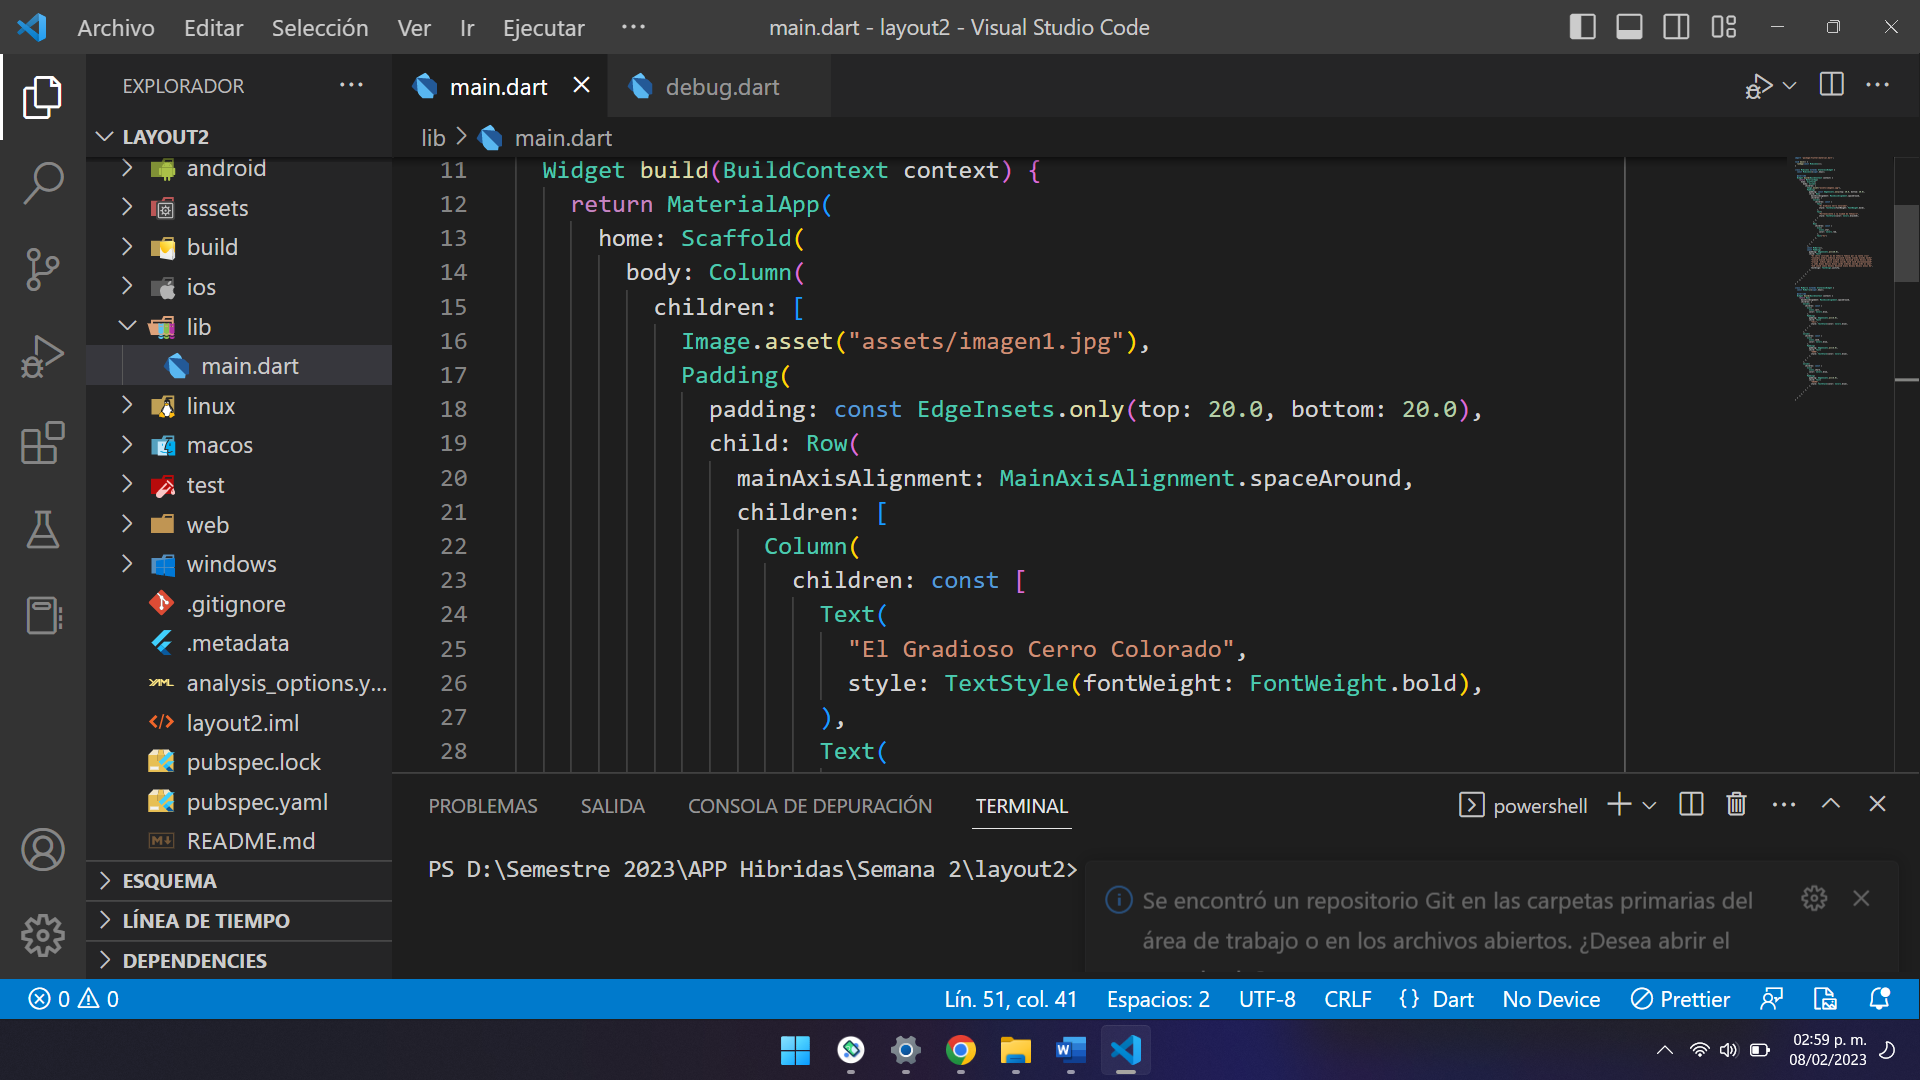 Archivo Editar Selección Ver Ir Ejecutar ··· main.dart - layout2 - Visual Studio Code
EXPLORADOR ···
LAYOUT2
android
assets
build
ios
lib
main.dart
linux
macos
test
web
windows
.gitignore
.metadata
analysis_options.y...
layout2.iml
pubspec.lock
pubspec.yaml
README.md
ESQUEMA
LÍNEA DE TIEMPO
DEPENDENCIES
main.dart debug.dart
lib > main.dart
11 Widget build(BuildContext context) {
12 return MaterialApp(
13 home: Scaffold(
14 body: Column(
15 children: [
16 Image.asset("assets/imagen1.jpg"),
17 Padding(
18 padding: const EdgeInsets.only(top: 20.0, bottom: 20.0),
19 child: Row(
20 mainAxisAlignment: MainAxisAlignment.spaceAround,
21 children: [
22 Column(
23 children: const [
24 Text(
25 "El Gradioso Cerro Colorado",
26 style: TextStyle(fontWeight: FontWeight.bold),
27 ),
28 Text(
PROBLEMAS SALIDA CONSOLA DE DEPURACIÓN TERMINAL powershell
PS D:\Semestre 2023\APP Hibridas\Semana 2\layout2>
Se encontró un repositorio Git en las carpetas primarias del
área de trabajo o en los archivos abiertos. ¿Desea abrir el
0 0 Lín. 51, col. 41 Espacios: 2 UTF-8 CRLF {} Dart No Device Prettier
02:59 p. m.
08/02/2023